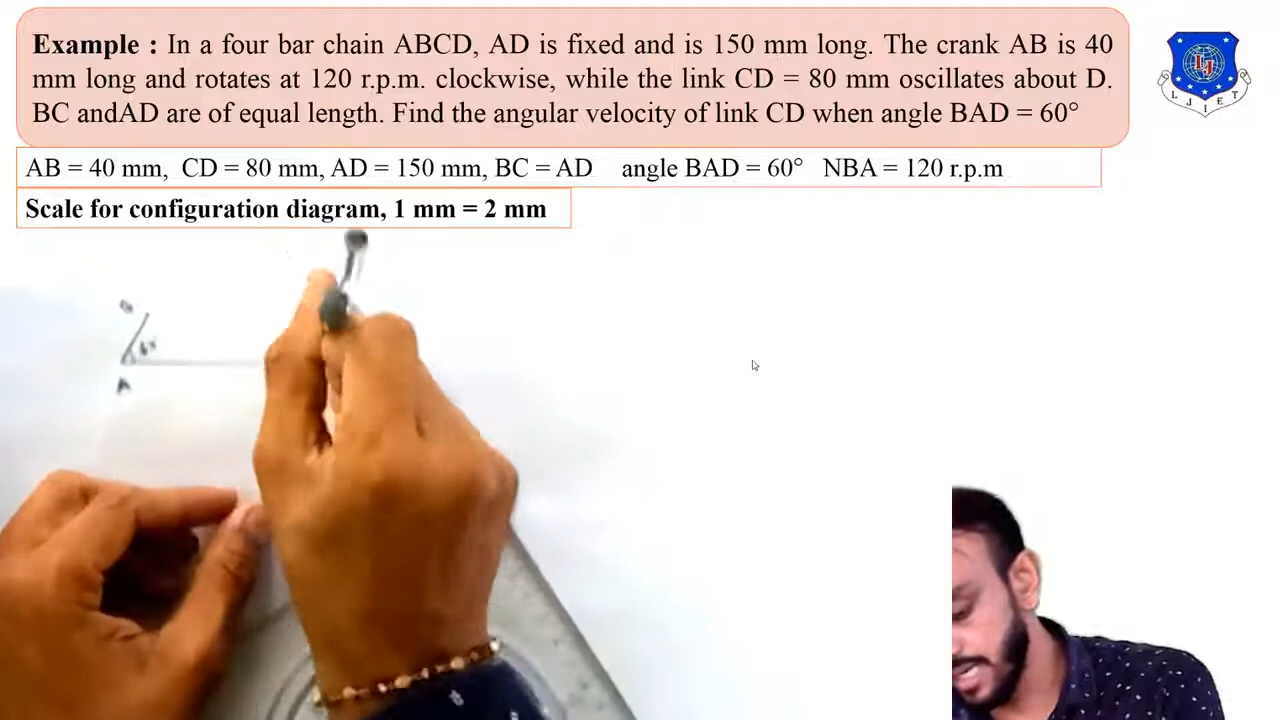 Example : In a four bar chain ABCD, AD is fixed and is 150 mm long. The crank AB is 40
mm long and rotates at 120 r.p.m. clockwise, while the link CD = 80 mm oscillates about D.
BC andAD are of equal length. Find the angular velocity of link CD when angle BAD = 60°
LJIET
AB = 40 mm, CD = 80 mm, AD = 150 mm, BC = AD angle BAD = 60° NBA = 120 r.p.m
Scale for configuration diagram, 1 mm = 2 mm
A